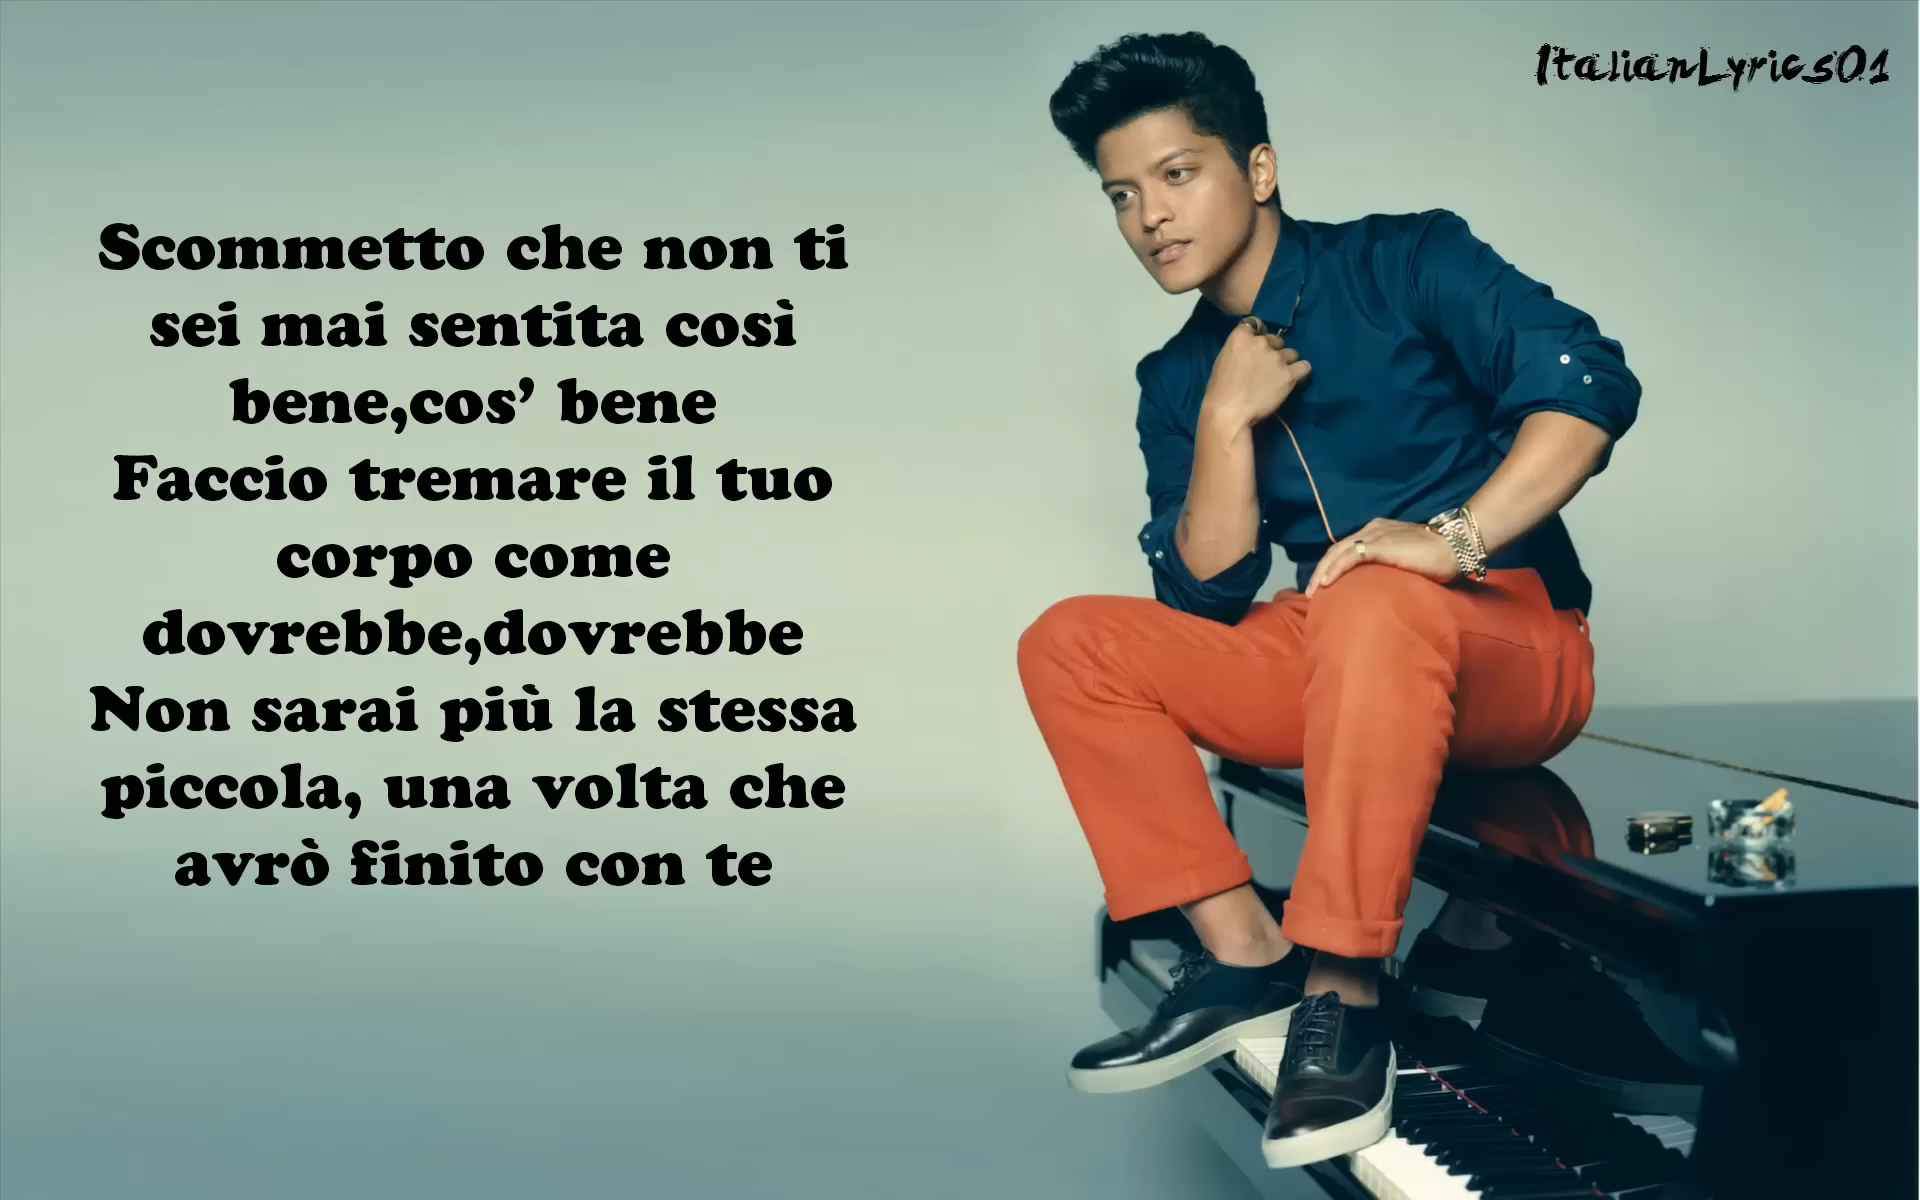 ItalianLyrics01
Scommetto che non ti
sei mai sentita così
bene,cos’ bene
Faccio tremare il tuo
corpo come
dovrebbe,dovrebbe
Non sarai più la stessa
piccola, una volta che
avrò finito con te